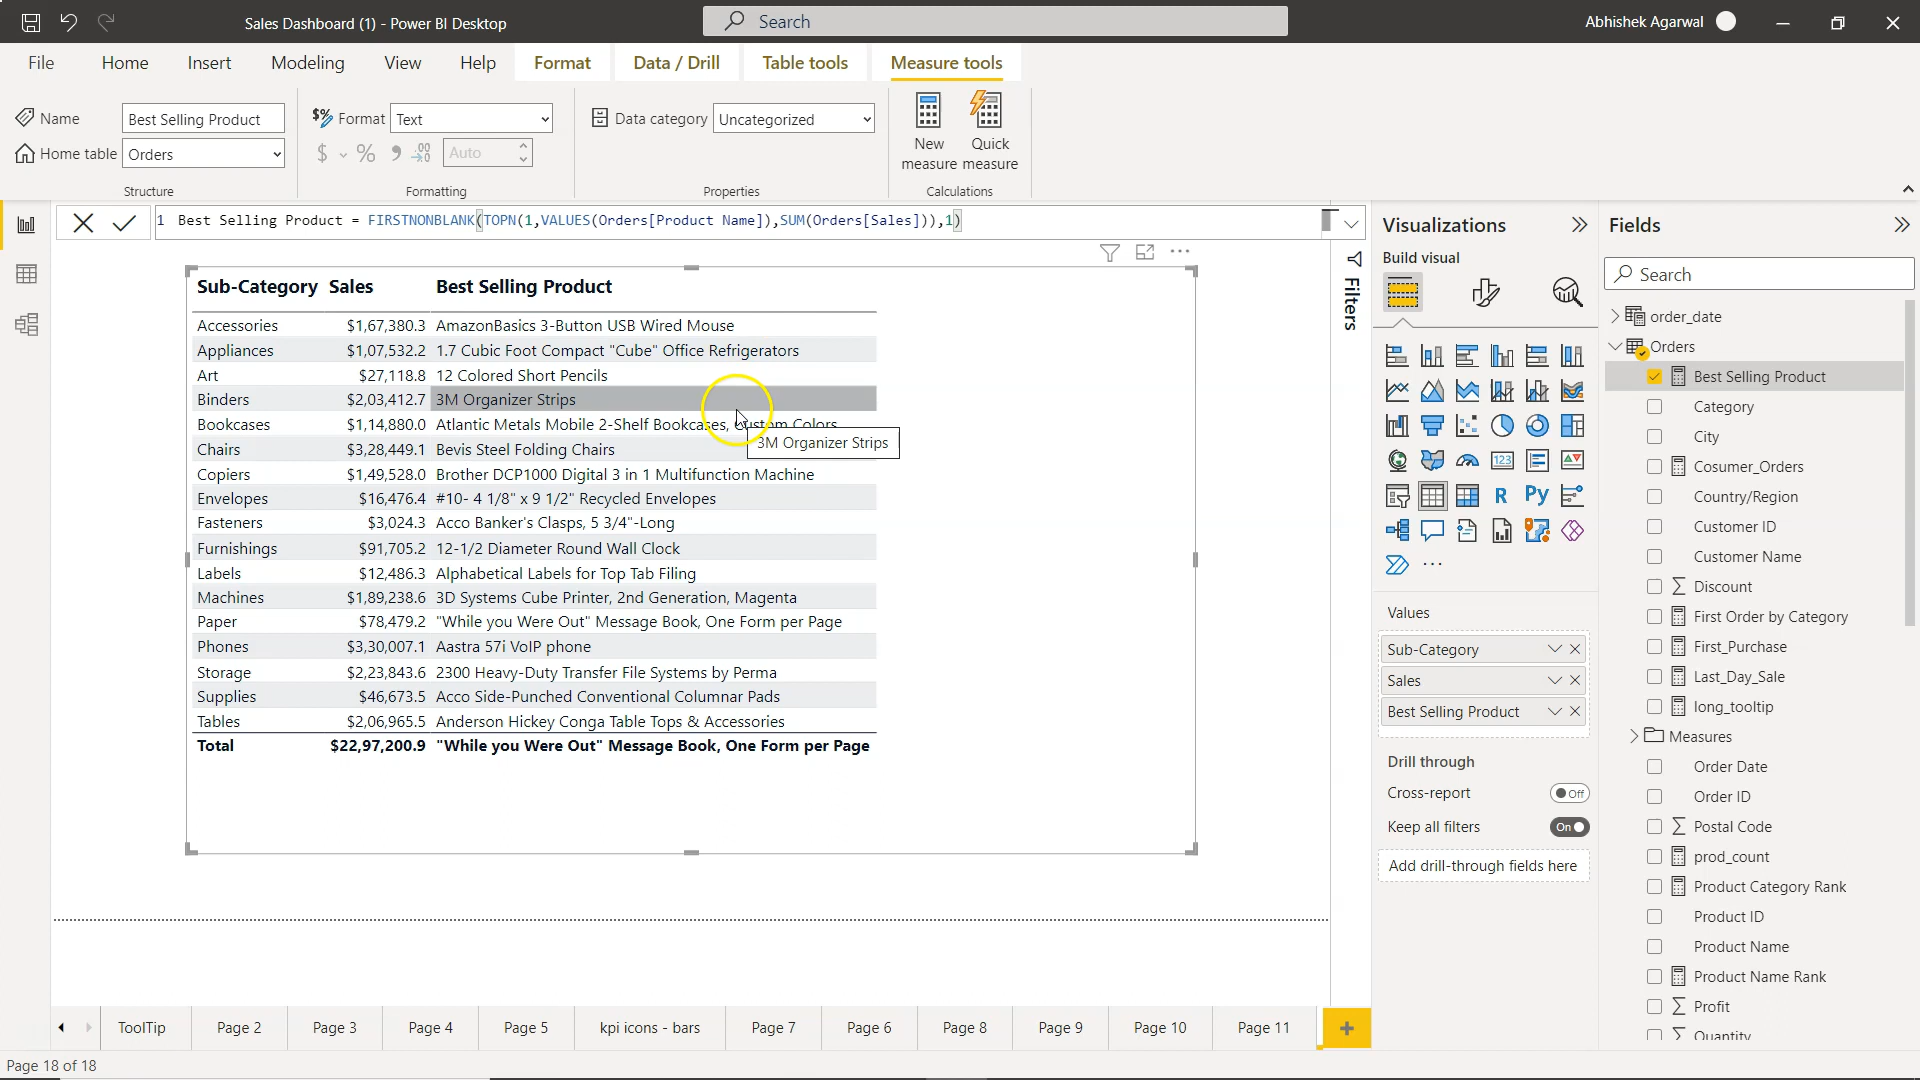 Sales Dashboard (1) - Power BI Desktop
Search
Abhishek Agarwal
File Home Insert Modeling View Help Format Data / Drill Table tools Measure tools
Name Best Selling Product
Home table Orders
Structure
Format Text
$ % 9 .00 Auto
Formatting
Data category Uncategorized
Properties
New measure
Quick measure
Calculations
1 Best Selling Product = FIRSTNONBLANK(TOPN(1,VALUES(Orders[Product Name]),SUM(Orders[Sales])),1)
Sub-Category Sales Best Selling Product
Accessories $1,67,380.3 AmazonBasics 3-Button USB Wired Mouse
Appliances $1,07,532.2 1.7 Cubic Foot Compact "Cube" Office Refrigerators
Art $27,118.8 12 Colored Short Pencils
Binders $2,03,412.7 3M Organizer Strips
Bookcases $1,14,880.0 Atlantic Metals Mobile 2-Shelf Bookcases, Custom Colors
3M Organizer Strips
Chairs $3,28,449.1 Bevis Steel Folding Chairs
Copiers $1,49,528.0 Brother DCP1000 Digital 3 in 1 Multifunction Machine
Envelopes $16,476.4 #10- 4 1/8" x 9 1/2" Recycled Envelopes
Fasteners $3,024.3 Acco Banker's Clasps, 5 3/4"-Long
Furnishings $91,705.2 12-1/2 Diameter Round Wall Clock
Labels $12,486.3 Alphabetical Labels for Top Tab Filing
Machines $1,89,238.6 3D Systems Cube Printer, 2nd Generation, Magenta
Paper $78,479.2 "While you Were Out" Message Book, One Form per Page
Phones $3,30,007.1 Aastra 57i VoIP phone
Storage $2,23,843.6 2300 Heavy-Duty Transfer File Systems by Perma
Supplies $46,673.5 Acco Side-Punched Conventional Columnar Pads
Tables $2,06,965.5 Anderson Hickey Conga Table Tops & Accessories
Total $22,97,200.9 "While you Were Out" Message Book, One Form per Page
Filters
Visualizations
Build visual
123
R Py
...
Values
Sub-Category
Sales
Best Selling Product
Drill through
Cross-report Off
Keep all filters On
Add drill-through fields here
Fields
Search
order_date
Orders
Best Selling Product
Category
City
Cosumer_Orders
Country/Region
Customer ID
Customer Name
Discount
First Order by Category
First_Purchase
Last_Day_Sale
long_tooltip
Measures
Order Date
Order ID
Postal Code
prod_count
Product Category Rank
Product ID
Product Name
Product Name Rank
Profit
Quantity
ToolTip Page 2 Page 3 Page 4 Page 5 kpi icons - bars Page 7 Page 6 Page 8 Page 9 Page 10 Page 11 +
Page 18 of 18